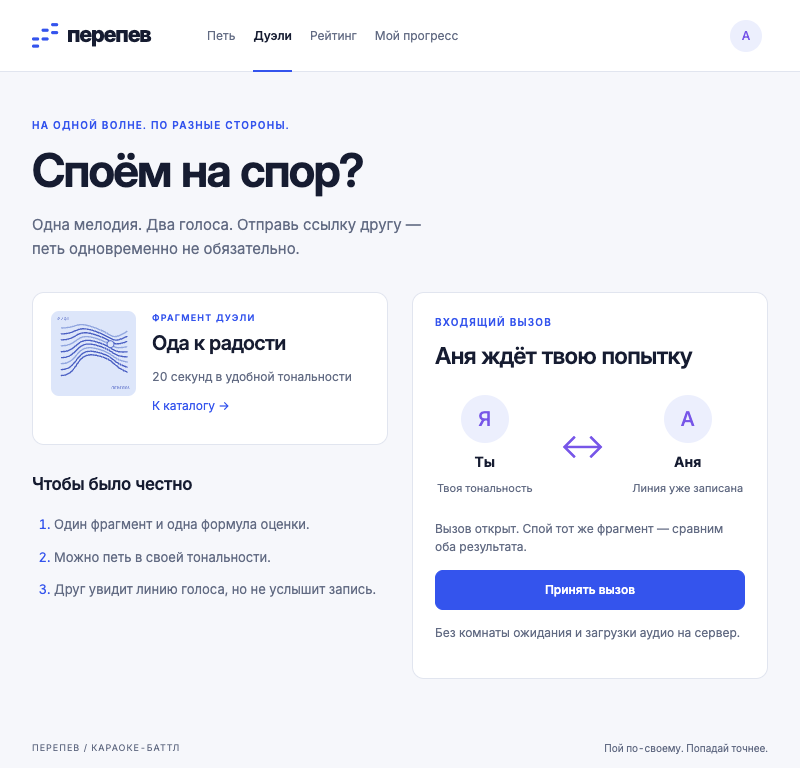 перепев
Петь
Дуэли
Рейтинг
Мой прогресс
А
НА ОДНОЙ ВОЛНЕ. ПО РАЗНЫЕ СТОРОНЫ.
Споём на спор?
Одна мелодия. Два голоса. Отправь ссылку другу —
петь одновременно не обязательно.
ФРАГМЕНТ ДУЭЛИ
Ода к радости
20 секунд в удобной тональности
К каталогу →
Чтобы было честно
1. Один фрагмент и одна формула оценки.
2. Можно петь в своей тональности.
3. Друг увидит линию голоса, но не услышит запись.
ВХОДЯЩИЙ ВЫЗОВ
Аня ждёт твою попытку
Я
Ты
Твоя тональность
А
Аня
Линия уже записана
Вызов открыт. Спой тот же фрагмент — сравним
оба результата.
Принять вызов
Без комнаты ожидания и загрузки аудио на сервер.
ПЕРЕПЕВ / КАРАОКЕ-БАТТЛ
Пой по-своему. Попадай точнее.